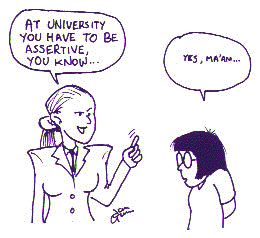 AT UNIVERSITY
YOU HAVE TO BE
ASSERTIVE,
YOU KNOW...
YES, MA'AM...